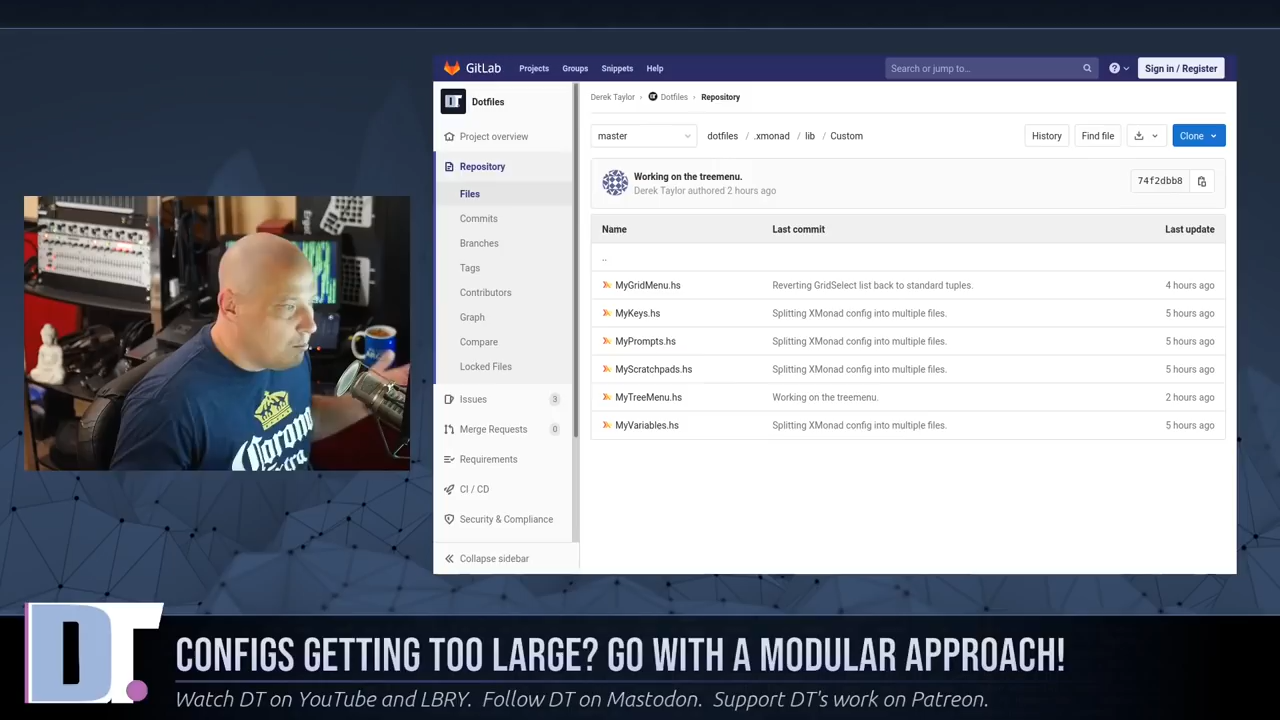 GitLab Projects Groups Snippets Help Search or jump to... Sign in / Register
Dotfiles
Project overview
Repository
Files
Commits
Branches
Tags
Contributors
Graph
Compare
Locked Files
Issues 3
Merge Requests 0
Requirements
CI / CD
Security & Compliance
Collapse sidebar
Derek Taylor › Dotfiles › Repository
master dotfiles / .xmonad / lib / Custom History Find file Clone
Working on the treemenu.
Derek Taylor authored 2 hours ago
74f2dbb8
Name Last commit Last update
..
MyGridMenu.hs Reverting GridSelect list back to standard tuples. 4 hours ago
MyKeys.hs Splitting XMonad config into multiple files. 5 hours ago
MyPrompts.hs Splitting XMonad config into multiple files. 5 hours ago
MyScratchpads.hs Splitting XMonad config into multiple files. 5 hours ago
MyTreeMenu.hs Working on the treemenu. 2 hours ago
MyVariables.hs Splitting XMonad config into multiple files. 5 hours ago
Corona
Extra
DT.
CONFIGS GETTING TOO LARGE? GO WITH A MODULAR APPROACH!
Watch DT on YouTube and LBRY. Follow DT on Mastodon. Support DT's work on Patreon.